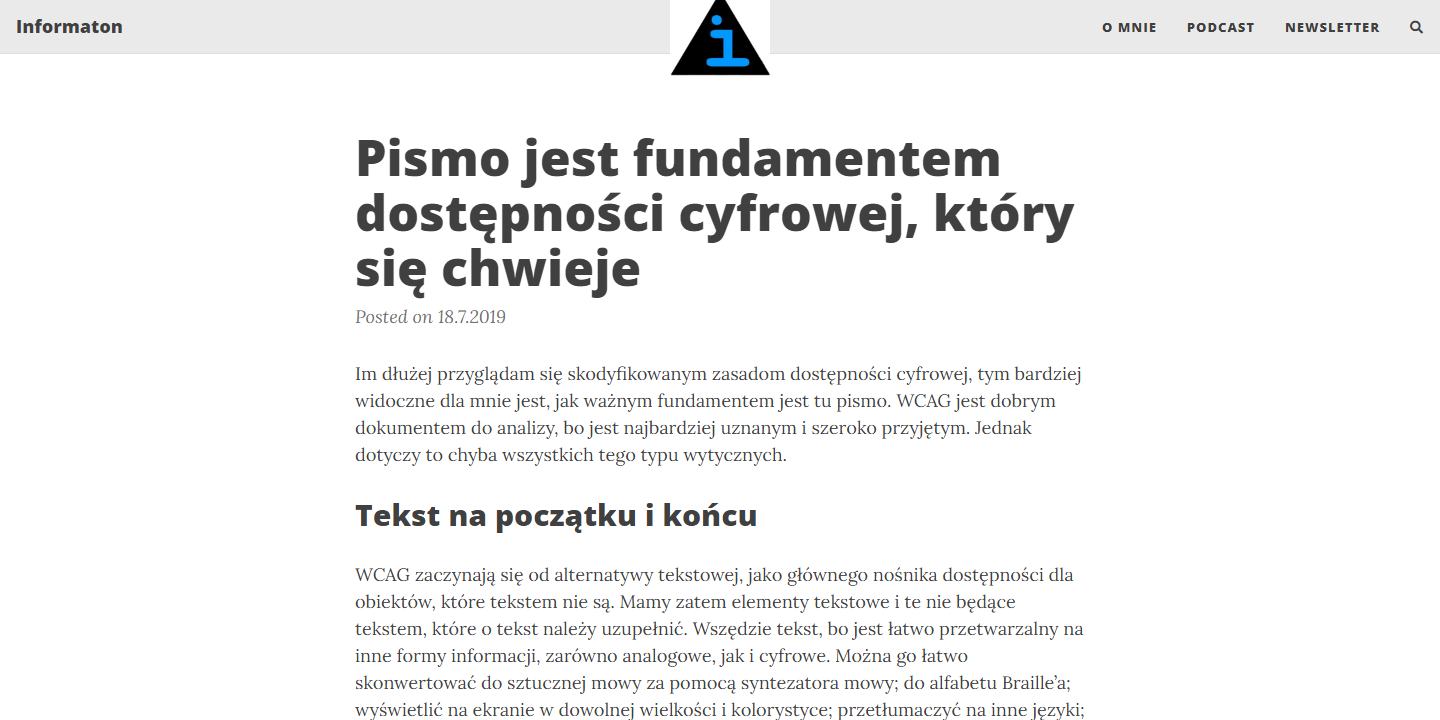 Informaton
i
O MNIE PODCAST NEWSLETTER
Pismo jest fundamentem
dostępności cyfrowej, który
się chwieje
Posted on 18.7.2019
Im dłużej przyglądam się skodyfikowanym zasadom dostępności cyfrowej, tym bardziej
widoczne dla mnie jest, jak ważnym fundamentem jest tu pismo. WCAG jest dobrym
dokumentem do analizy, bo jest najbardziej uznanym i szeroko przyjętym. Jednak
dotyczy to chyba wszystkich tego typu wytycznych.
Tekst na początku i końcu
WCAG zaczynają się od alternatywy tekstowej, jako głównego nośnika dostępności dla
obiektów, które tekstem nie są. Mamy zatem elementy tekstowe i te nie będące
tekstem, które o tekst należy uzupełnić. Wszędzie tekst, bo jest łatwo przetwarzalny na
inne formy informacji, zarówno analogowe, jak i cyfrowe. Można go łatwo
skonwertować do sztucznej mowy za pomocą syntezatora mowy; do alfabetu Braille’a;
wyświetlić na ekranie w dowolnej wielkości i kolorystyce; przetłumaczyć na inne języki;